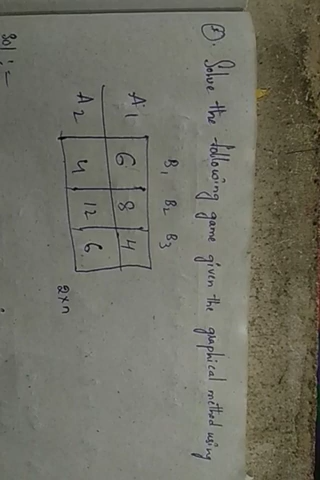 7. Solve the following game given the graphical method using
B1 B2 B3
A1 6 8 4
A2 4 12 6
2×n
Sol :=